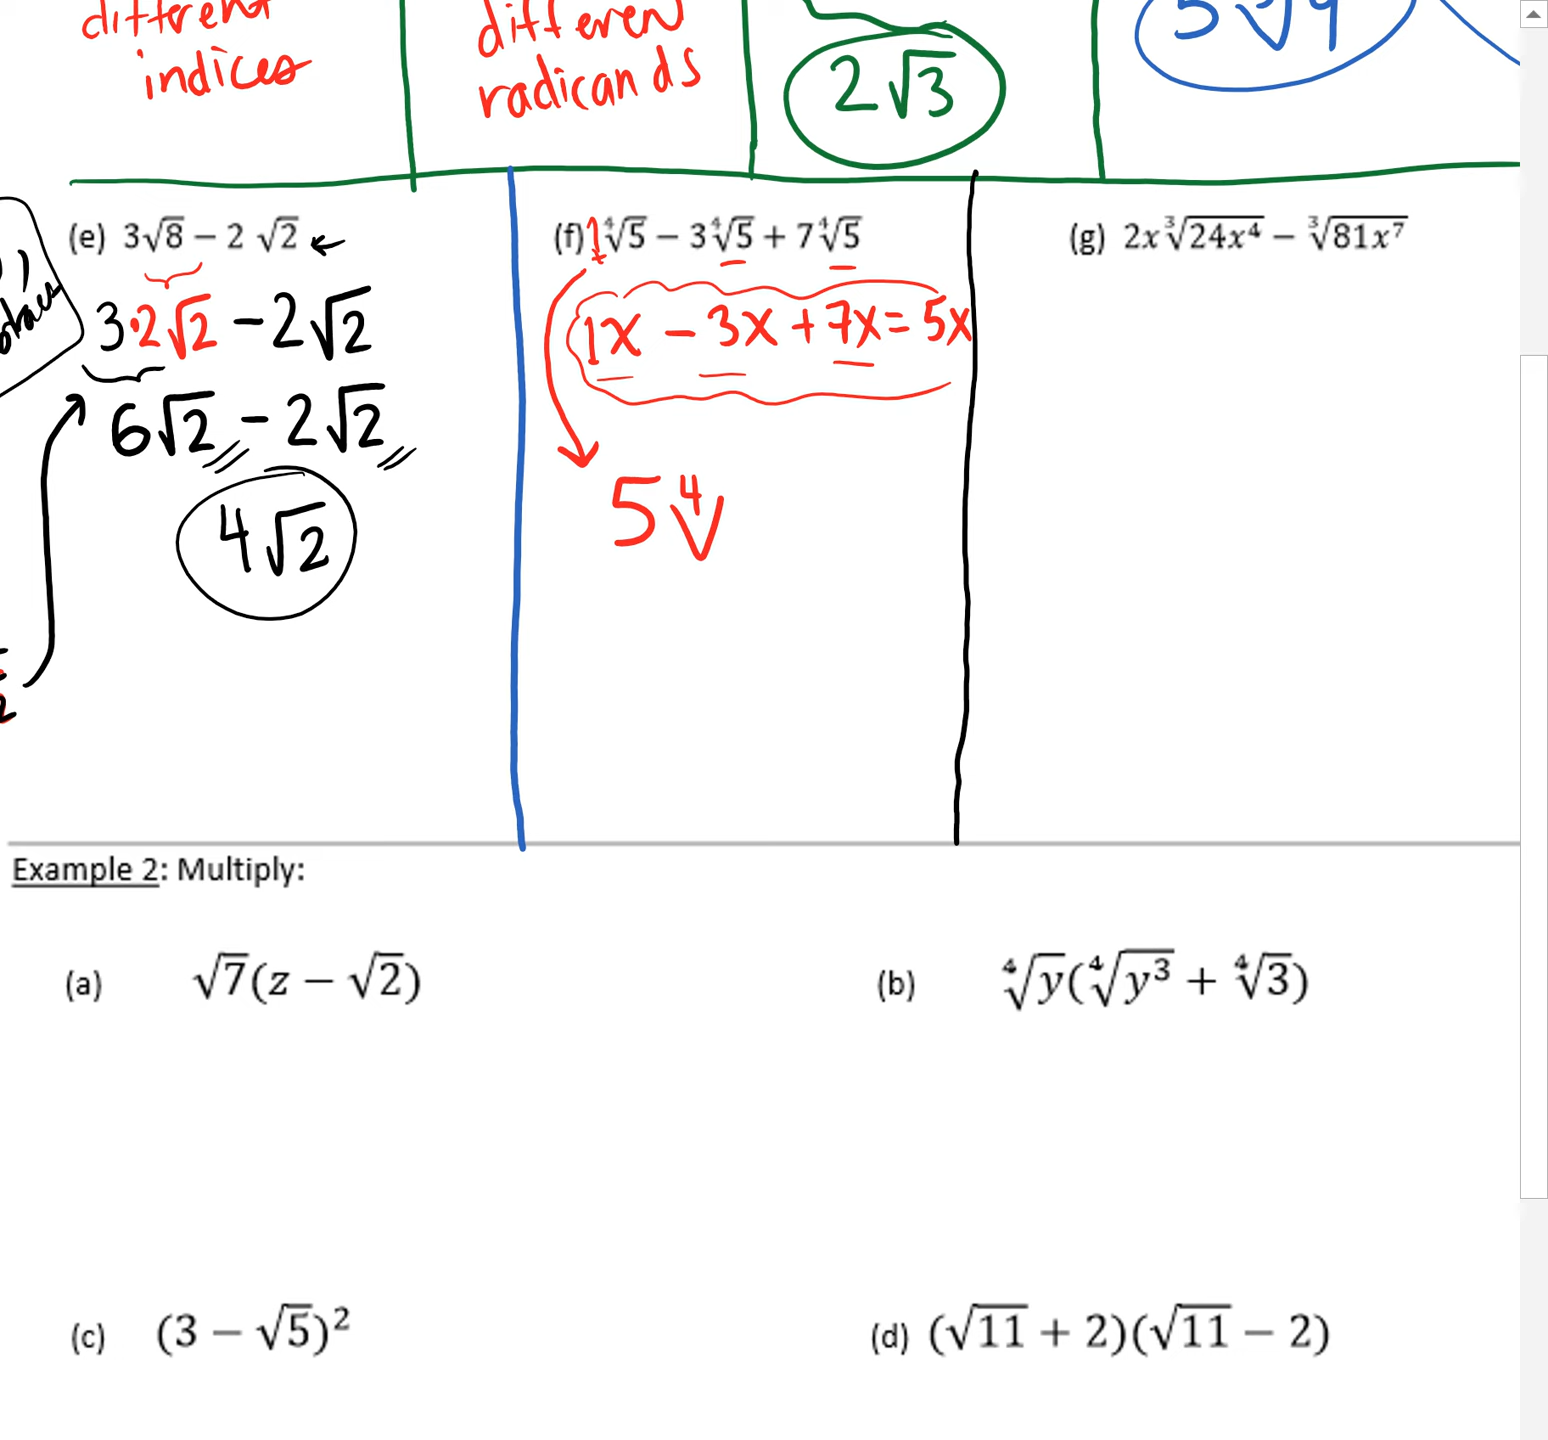 different
indices
differen
radicands
2√3
(e) 3√8 − 2 √2 ←
3·2√2 − 2√2
6√2 − 2√2
4√2
(f) 1∜5 − 3∜5 + 7∜5
1x − 3x + 7x = 5x
5∜
(g) 2x∛24x⁴ − ∛81x⁷
Example 2: Multiply:
(a) √7(z − √2)
(b) ∜y(∜y³ + ∜3)
(c) (3 − √5)²
(d) (√11 + 2)(√11 − 2)